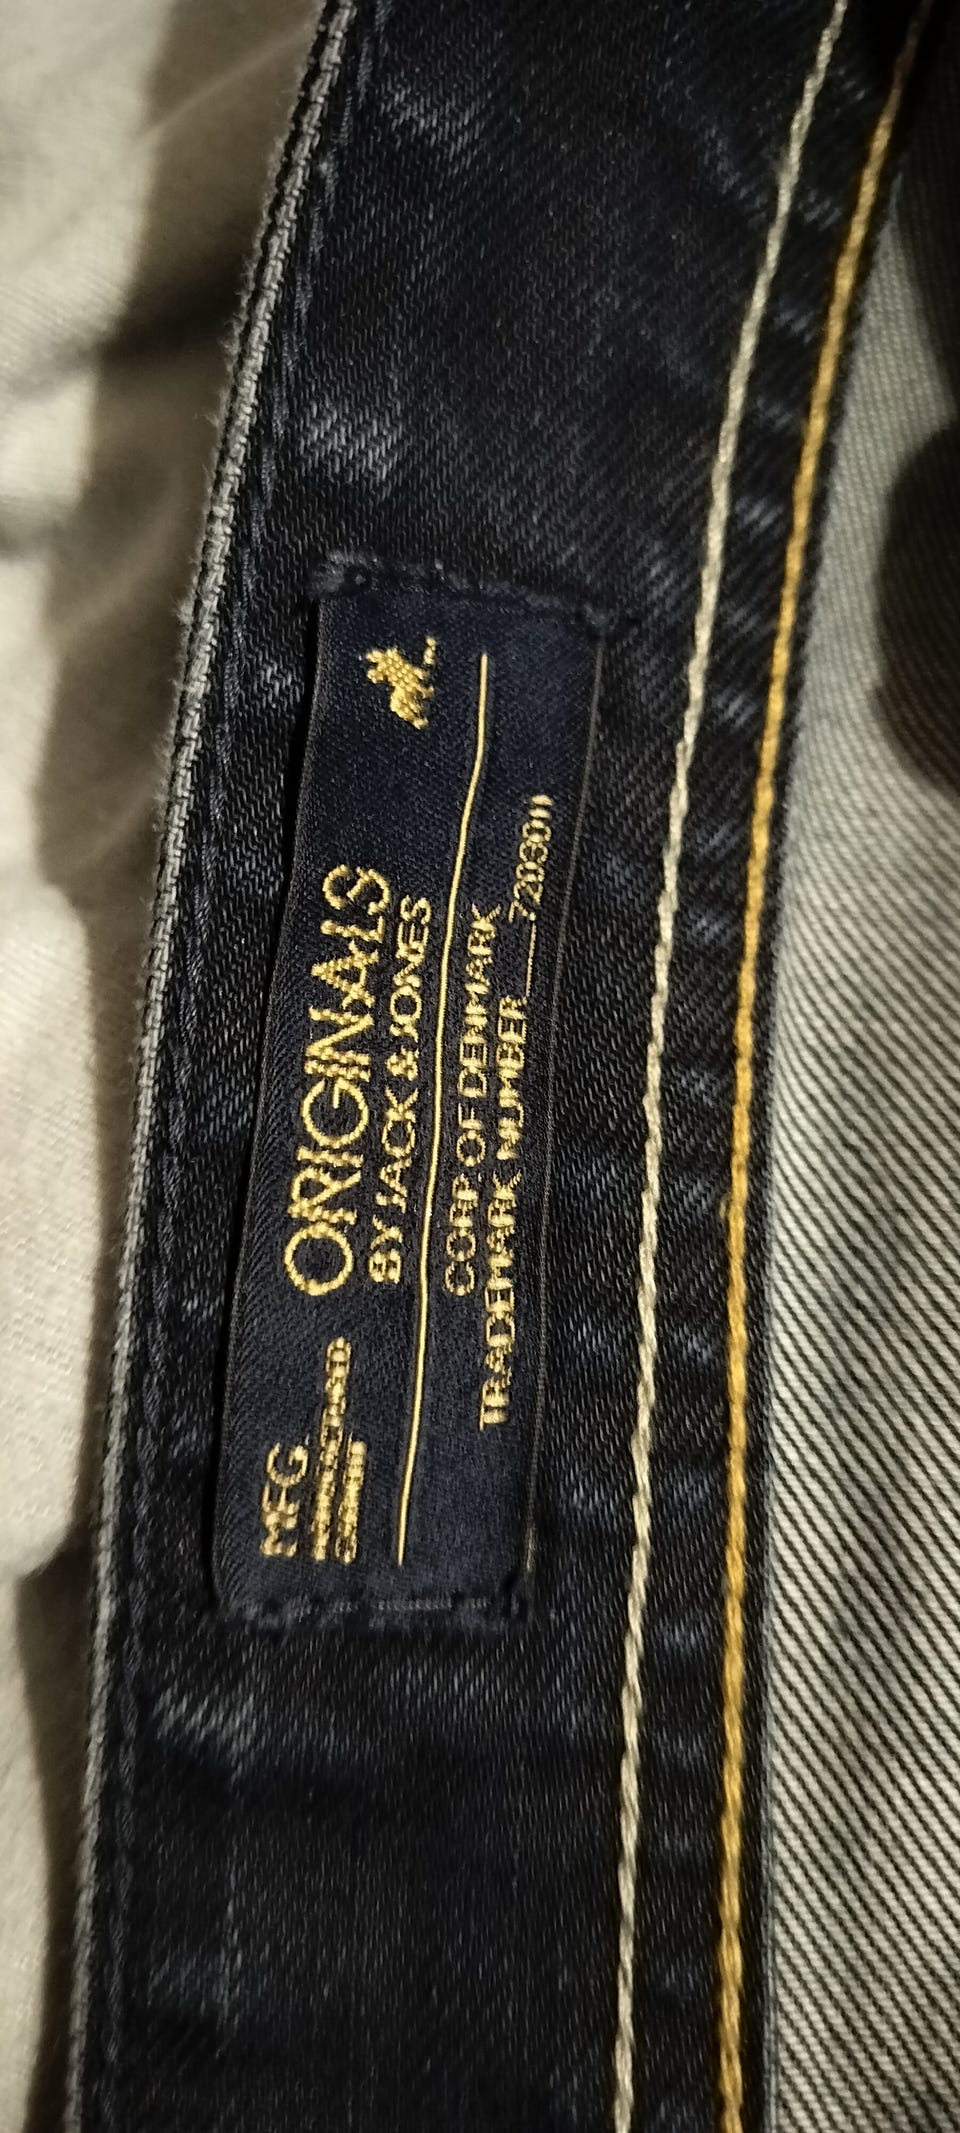 MFG.
ORIGINALS
BY JACK & JONES
CORP. OF DENMARK
TRADEMARK NUMBER